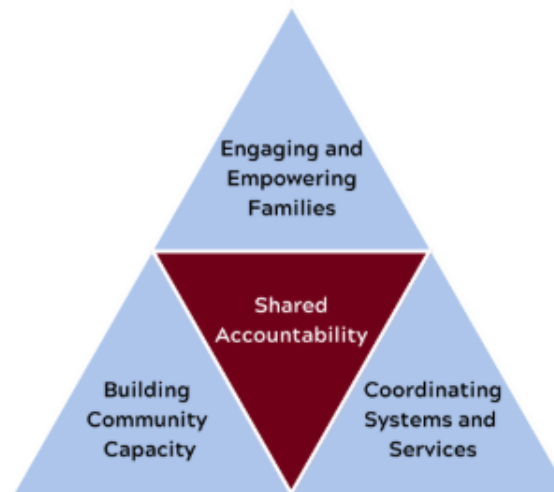 Engaging and
Empowering
Families
Shared
Accountability
Building
Community
Capacity
Coordinating
Systems and
Services